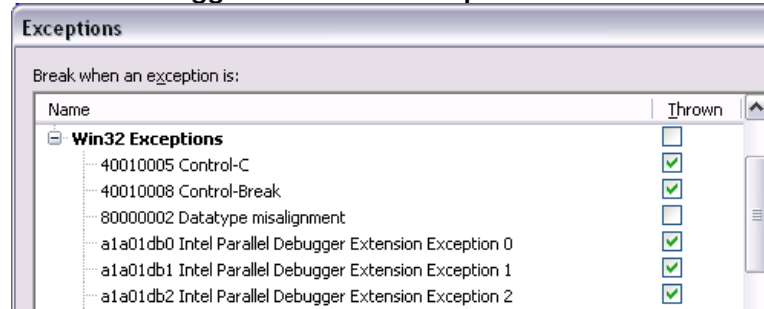 Exceptions
Break when an exception is:
Name Thrown
Win32 Exceptions
40010005 Control-C
40010008 Control-Break
80000002 Datatype misalignment
a1a01db0 Intel Parallel Debugger Extension Exception 0
a1a01db1 Intel Parallel Debugger Extension Exception 1
a1a01db2 Intel Parallel Debugger Extension Exception 2